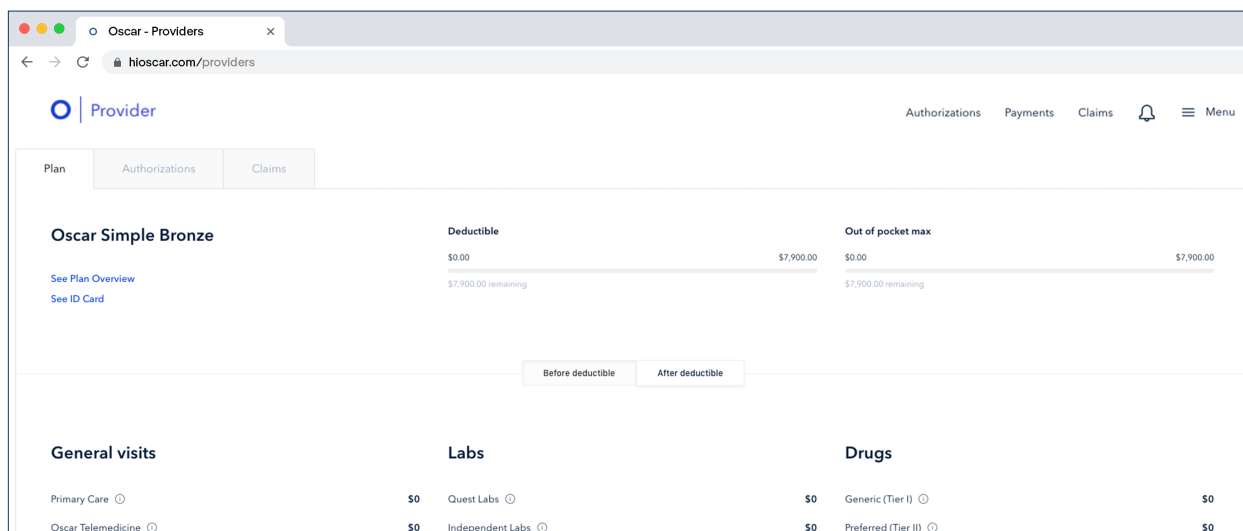 Oscar - Providers
hioscar.com/providers
Provider
Authorizations Payments Claims Menu
Plan Authorizations Claims
Oscar Simple Bronze
See Plan Overview
See ID Card
Deductible
$0.00 $7,900.00
$7,900.00 remaining
Out of pocket max
$0.00 $7,900.00
$7,900.00 remaining
Before deductible After deductible
General visits
Primary Care $0
Oscar Telemedicine $0
Labs
Quest Labs $0
Independent Labs $0
Drugs
Generic (Tier I) $0
Preferred (Tier II) $0